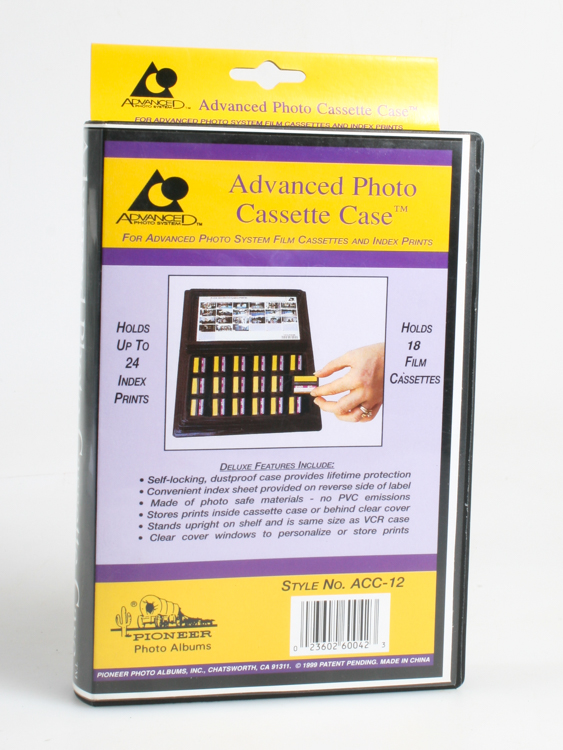 ADVANCED
PHOTO SYSTEM™
Advanced Photo Cassette Case™
FOR ADVANCED PHOTO SYSTEM FILM CASSETTES AND INDEX PRINTS
ADVANCED
PHOTO SYSTEM™
Advanced Photo
Cassette Case™
FOR ADVANCED PHOTO SYSTEM FILM CASSETTES AND INDEX PRINTS
HOLDS
UP TO
24
INDEX
PRINTS
HOLDS
18
FILM
CASSETTES
DELUXE FEATURES INCLUDE:
• Self-locking, dustproof case provides lifetime protection
• Convenient index sheet provided on reverse side of label
• Made of photo safe materials - no PVC emissions
• Stores prints inside cassette case or behind clear cover
• Stands upright on shelf and is same size as VCR case
• Clear cover windows to personalize or store prints
STYLE NO. ACC-12
®
PIONEER
Photo Albums
0 23602 60042 3
PIONEER PHOTO ALBUMS, INC., CHATSWORTH, CA 91311. © 1999 PATENT PENDING. MADE IN CHINA